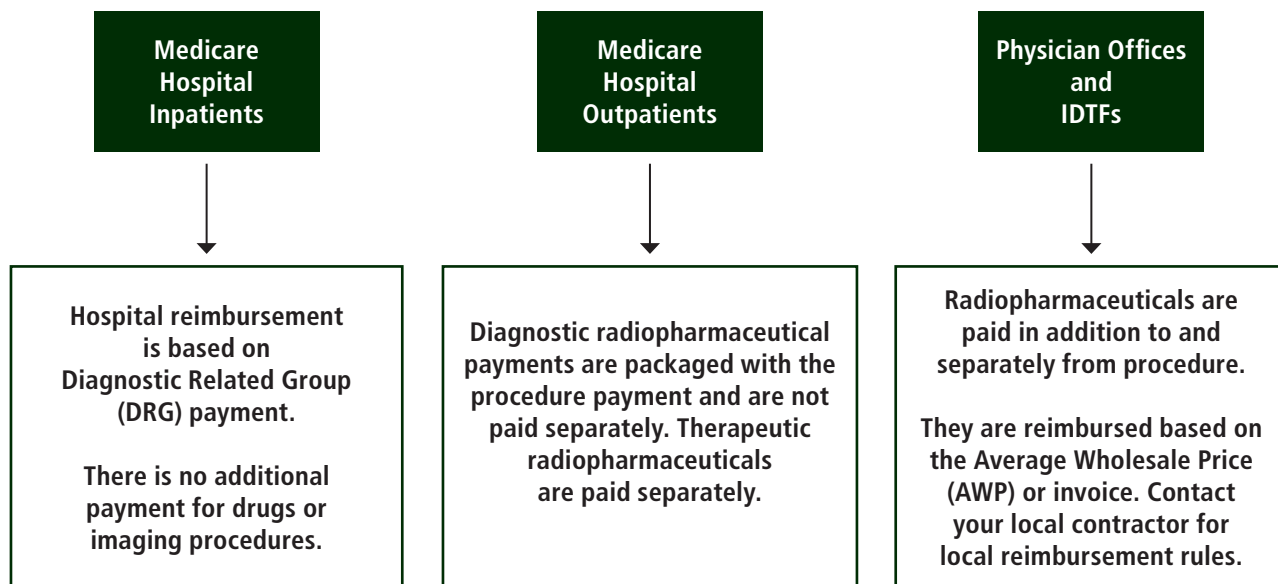 Medicare
Hospital
Inpatients
Medicare
Hospital
Outpatients
Physician Offices
and
IDTFs
Hospital reimbursement
is based on
Diagnostic Related Group
(DRG) payment.
There is no additional
payment for drugs or
imaging procedures.
Diagnostic radiopharmaceutical
payments are packaged with the
procedure payment and are not
paid separately. Therapeutic
radiopharmaceuticals
are paid separately.
Radiopharmaceuticals are
paid in addition to and
separately from procedure.
They are reimbursed based on
the Average Wholesale Price
(AWP) or invoice. Contact
your local contractor for
local reimbursement rules.